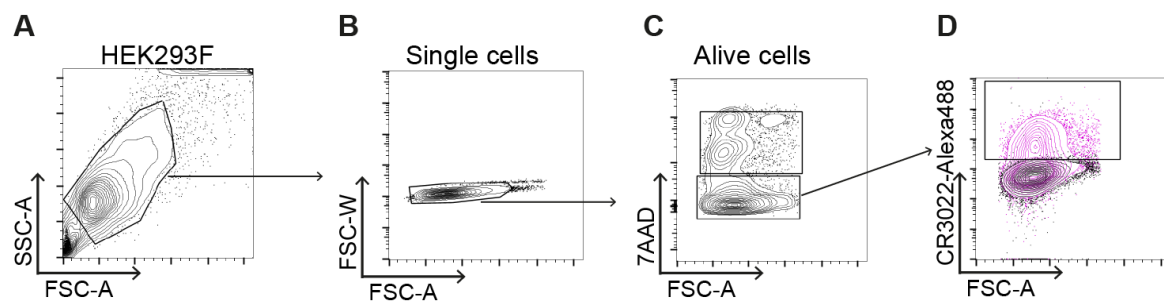 A
HEK293F
SSC-A
FSC-A
B
Single cells
FSC-W
FSC-A
C
Alive cells
7AAD
FSC-A
D
CR3022-Alexa488
FSC-A